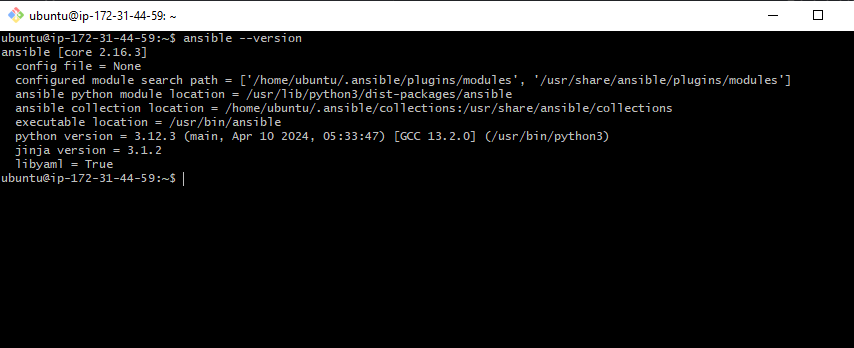 ubuntu@ip-172-31-44-59: ~
ubuntu@ip-172-31-44-59:~$ ansible --version
ansible [core 2.16.3]
  config file = None
  configured module search path = ['/home/ubuntu/.ansible/plugins/modules', '/usr/share/ansible/plugins/modules']
  ansible python module location = /usr/lib/python3/dist-packages/ansible
  ansible collection location = /home/ubuntu/.ansible/collections:/usr/share/ansible/collections
  executable location = /usr/bin/ansible
  python version = 3.12.3 (main, Apr 10 2024, 05:33:47) [GCC 13.2.0] (/usr/bin/python3)
  jinja version = 3.1.2
  libyaml = True
ubuntu@ip-172-31-44-59:~$